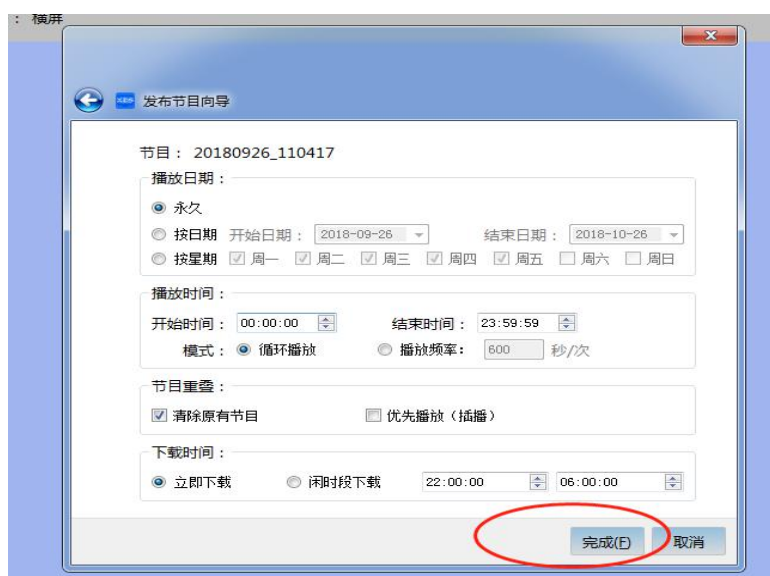 ： 横屏
发布节目向导
节目： 20180926_110417
播放日期：
永久
按日期 开始日期： 2018-09-26 结束日期： 2018-10-26
按星期 周一 周二 周三 周四 周五 周六 周日
播放时间：
开始时间： 00:00:00 结束时间： 23:59:59
模式： 循环播放 播放频率： 600 秒/次
节目重叠：
清除原有节目 优先播放（插播）
下载时间：
立即下载 闲时段下载 22:00:00 06:00:00
完成(F) 取消